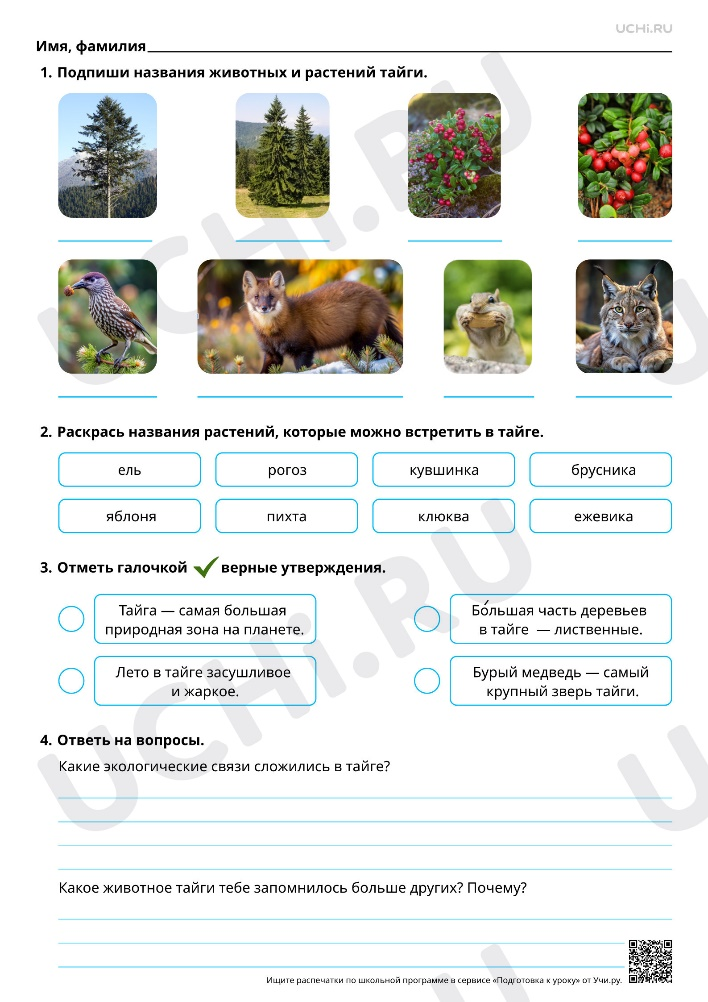 UCHi.RU
Имя, фамилия
1. Подпиши названия животных и растений тайги.
2. Раскрась названия растений, которые можно встретить в тайге.
ель рогоз кувшинка брусника
яблоня пихта клюква ежевика
3. Отметь галочкой верные утверждения.
Тайга — самая большая
природная зона на планете.
Бо́льшая часть деревьев
в тайге — лиственные.
Лето в тайге засушливое
и жаркое.
Бурый медведь — самый
крупный зверь тайги.
4. Ответь на вопросы.
Какие экологические связи сложились в тайге?
Какое животное тайги тебе запомнилось больше других? Почему?
Ищите распечатки по школьной программе в сервисе «Подготовка к уроку» от Учи.ру.
UCHi.RU
UCHi.RU